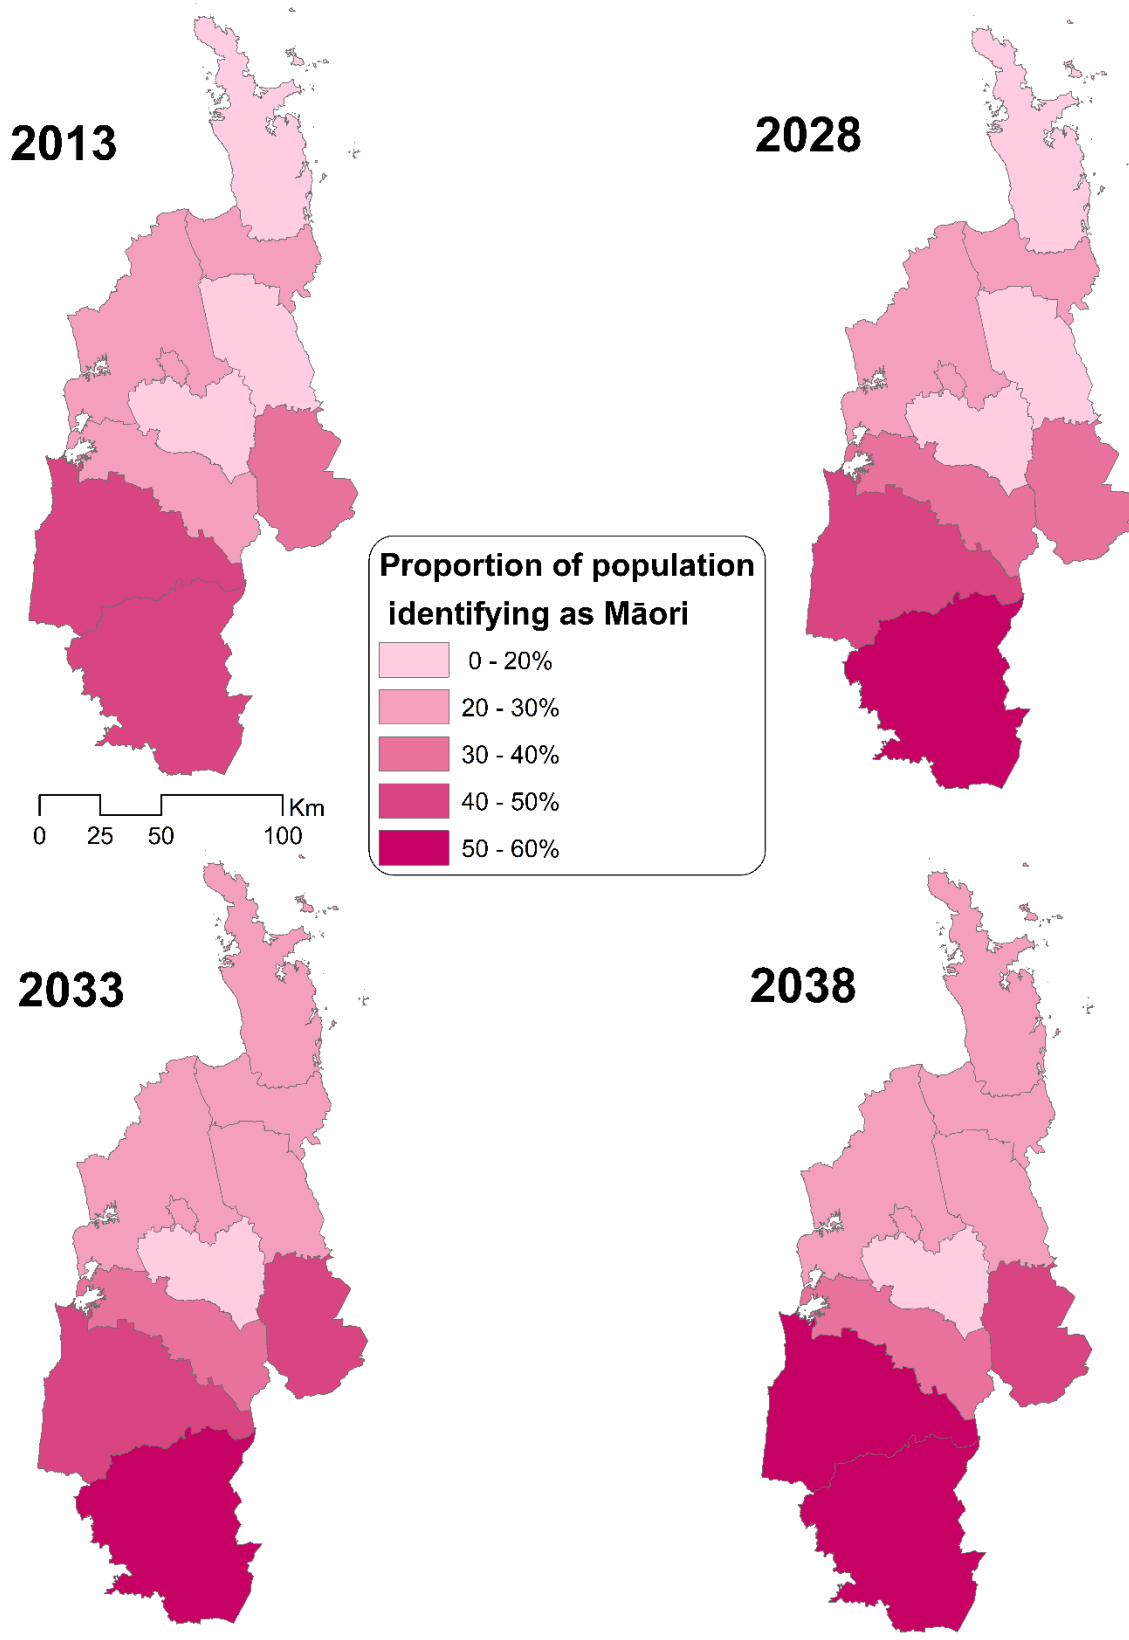 2013
2028
Proportion of population
identifying as Māori
0 - 20%
20 - 30%
30 - 40%
40 - 50%
50 - 60%
Km
0 25 50 100
2033
2038